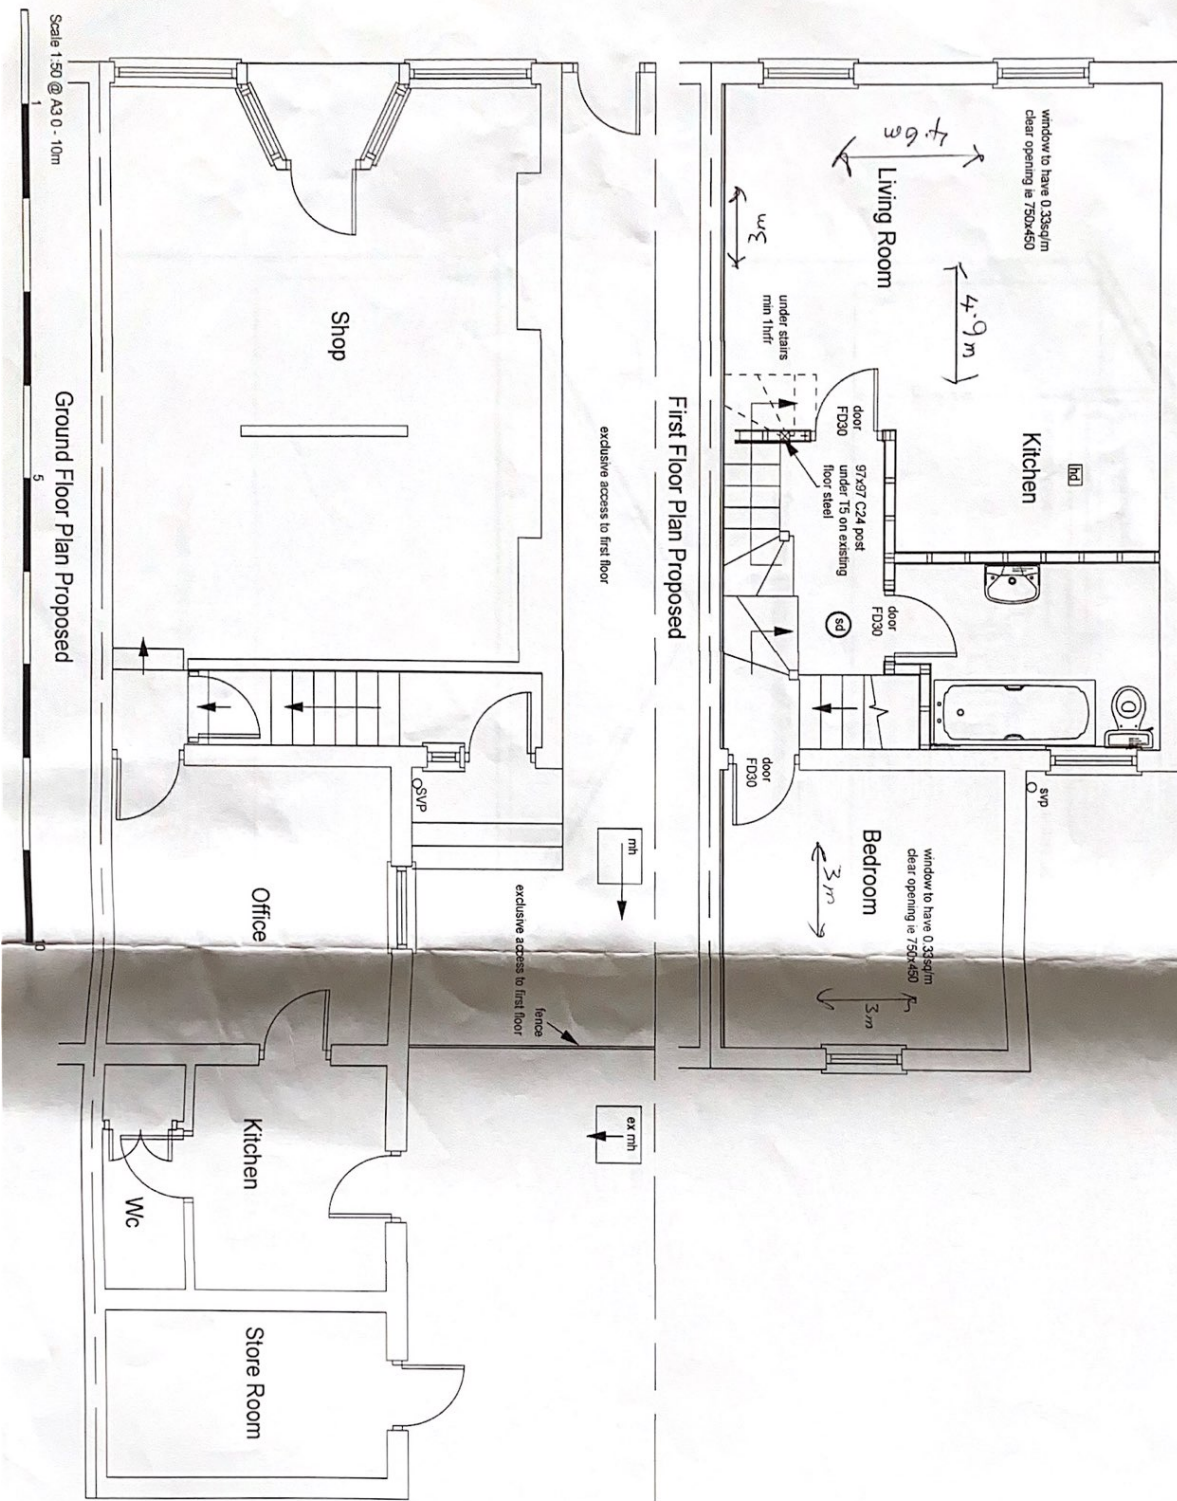 window to have 0.33sq/m
clear opening ie 750x450
4.6m
Living Room
3m
4.9m
under stairs
min 1hrfr
door
FD30
Kitchen
hd
97x97 C24 post
under T5 on existing
floor steel
door
FD30
sd
door
FD30
svp
Bedroom
window to have 0.33sq/m
clear opening ie 750x450
3m
3m
First Floor Plan Proposed
exclusive access to first floor
mh
exclusive access to first floor
fence
ex mh
Shop
SVP
Office
Kitchen
Wc
Store Room
Ground Floor Plan Proposed
Scale 1:50 @ A3 0 - 10m
1
5
10